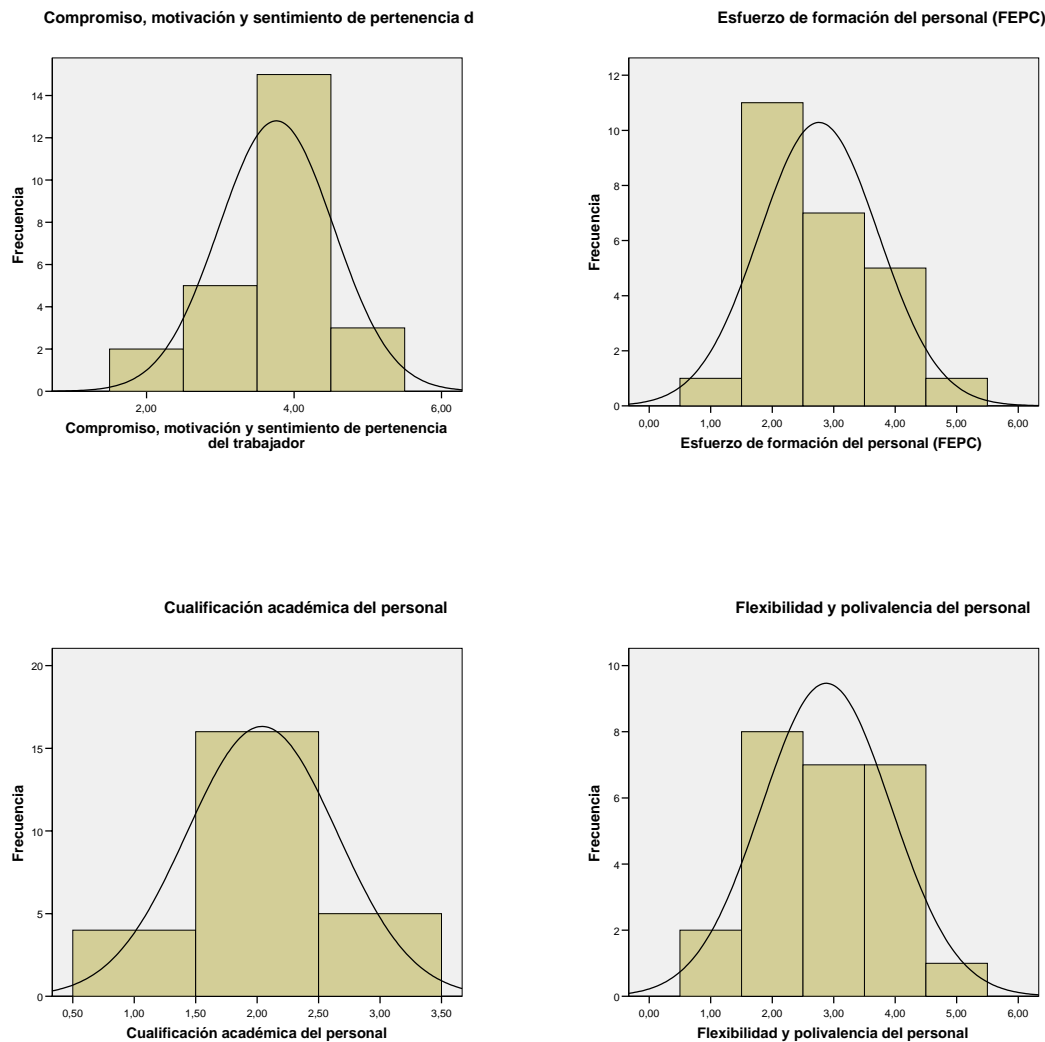 Compromiso, motivación y sentimiento de pertenencia d
14
12
10
8
6
4
2
0
Frecuencia
2,00 4,00 6,00
Compromiso, motivación y sentimiento de pertenencia
del trabajador
Esfuerzo de formación del personal (FEPC)
12
10
8
6
4
2
0
Frecuencia
0,00 1,00 2,00 3,00 4,00 5,00 6,00
Esfuerzo de formación del personal (FEPC)
Cualificación académica del personal
20
15
10
5
0
Frecuencia
0,50 1,00 1,50 2,00 2,50 3,00 3,50
Cualificación académica del personal
Flexibilidad y polivalencia del personal
10
8
6
4
2
0
Frecuencia
0,00 1,00 2,00 3,00 4,00 5,00 6,00
Flexibilidad y polivalencia del personal